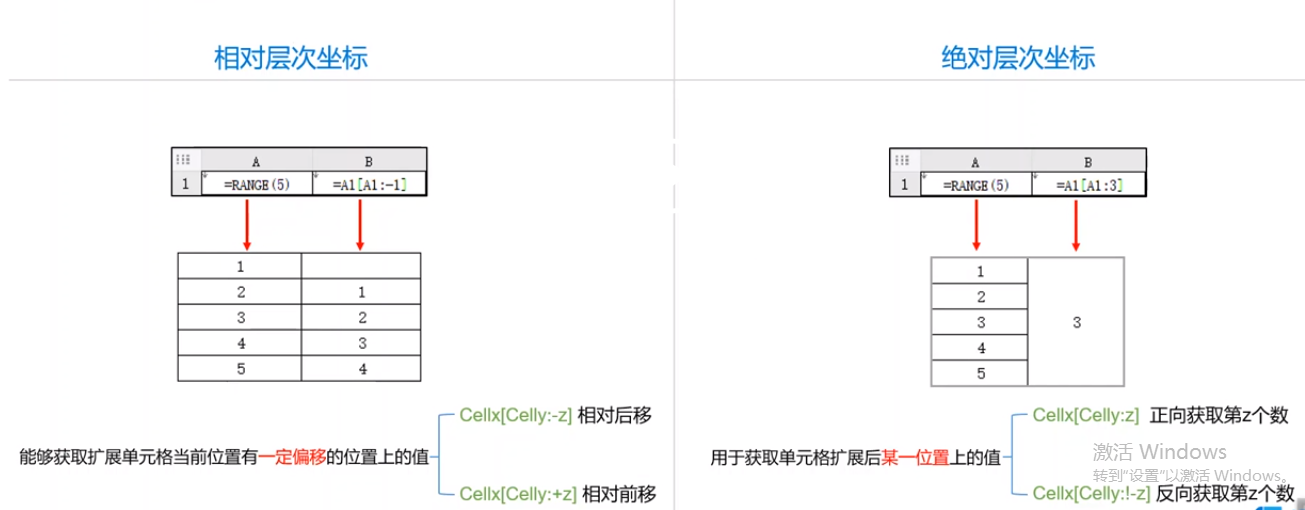 相对层次坐标
A B
1 =RANGE(5) =A1[A1:-1]
1
2 1
3 2
4 3
5 4
Cellx[Celly:-z] 相对后移
能够获取扩展单元格当前位置有一定偏移的位置上的值
Cellx[Celly:+z] 相对前移
绝对层次坐标
A B
1 =RANGE(5) =A1[A1:3]
1
2
3 3
4
5
Cellx[Celly:z] 正向获取第z个数
用于获取单元格扩展后某一位置上的值
Cellx[Celly:!-z] 反向获取第z个数
激活 Windows
转到"设置"以激活 Windows。